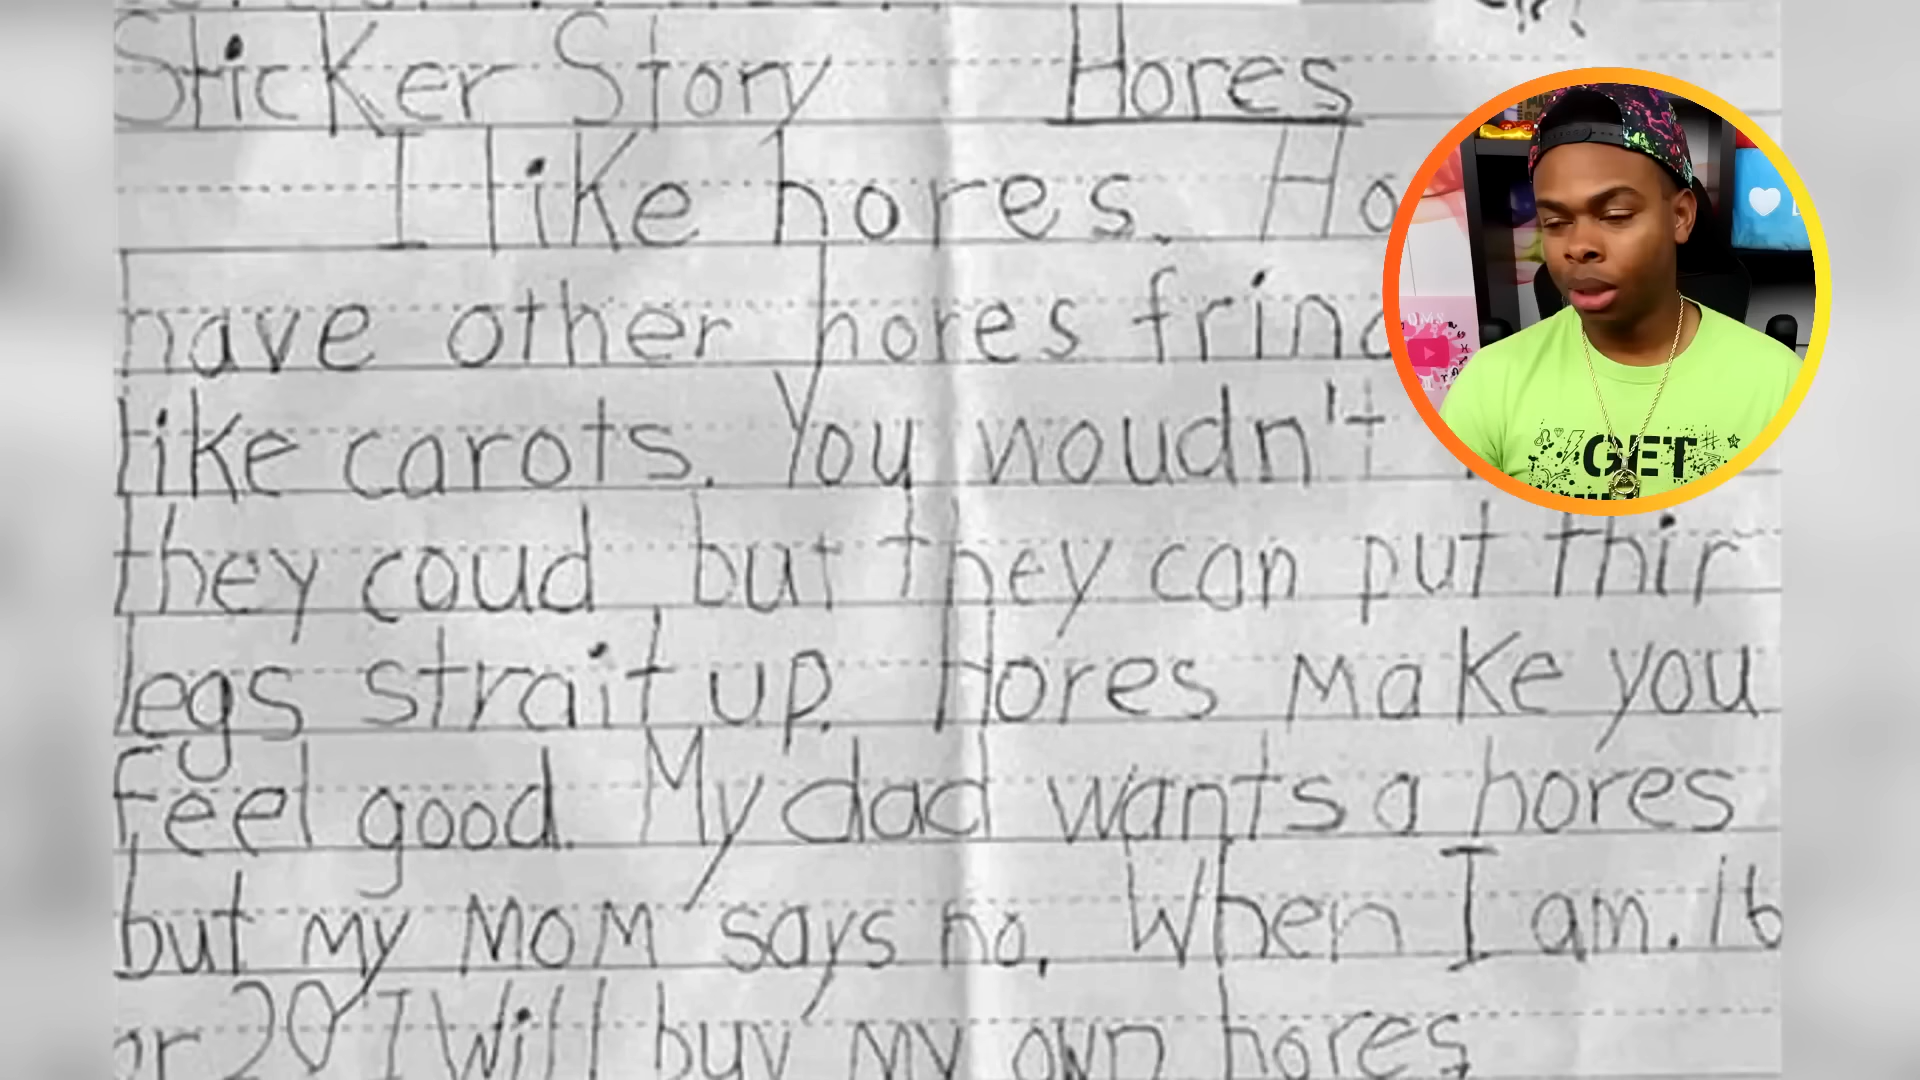 Sticker Story Hores
I like hores. Ho
have other hores frind
like carots. You woudn't
they coud but they can put thir
legs strait up. Hores make you
feel good. My dad wants a hores
but my Mom says no. When I am. 16
or 20 I will buy my own hores
GET